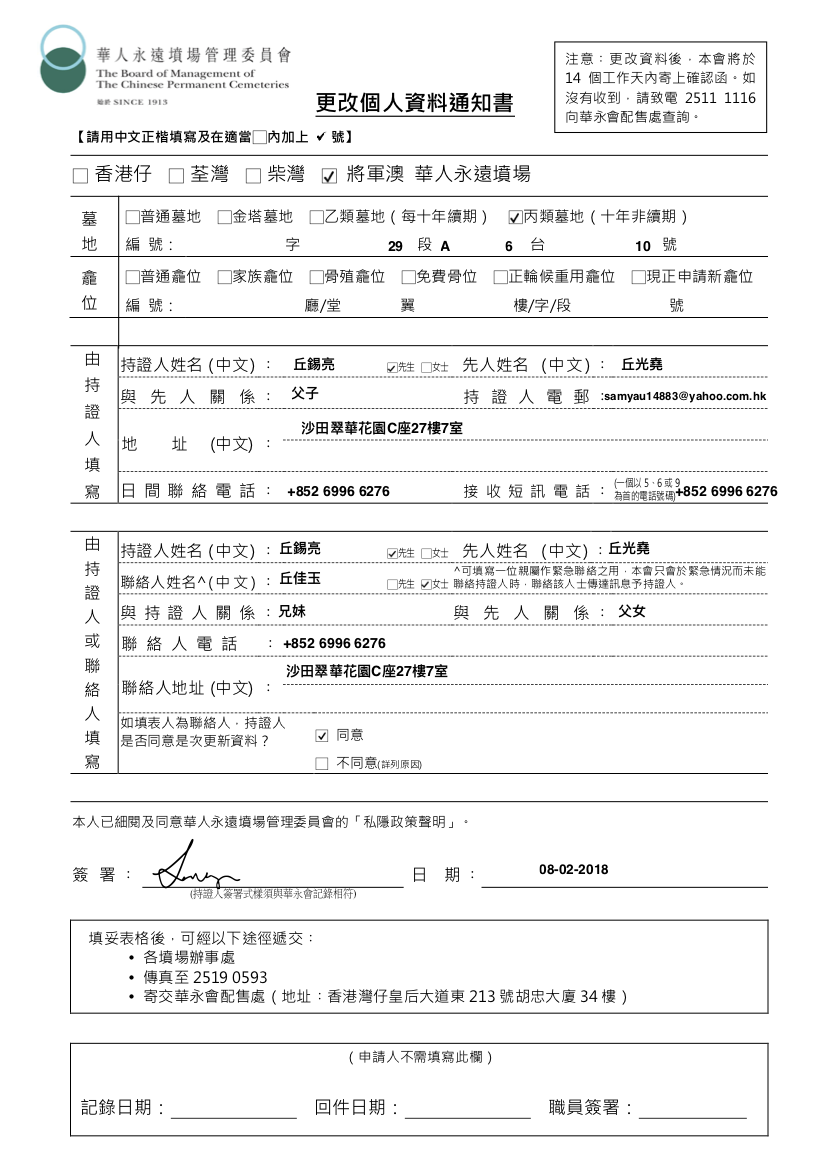 華人永遠墳場管理委員會
The Board of Management of
The Chinese Permanent Cemeteries
始於 SINCE 1913
注意：更改資料後，本會將於
14 個工作天內寄上確認函。如
沒有收到，請致電 2511 1116
向華永會配售處查詢。
更改個人資料通知書
【請用中文正楷填寫及在適當□內加上 ✔ 號】
□ 香港仔 □ 荃灣 □ 柴灣 ☑ 將軍澳 華人永遠墳場
墓地
□普通墓地 □金塔墓地 □乙類墓地（每十年續期） ☑丙類墓地（十年非續期）
編 號： 字 29 段 A 6 台 10 號
龕位
□普通龕位 □家族龕位 □骨殖龕位 □免費骨位 □正輪候重用龕位 □現正申請新龕位
編 號： 廳/堂 翼 樓/字/段 號
由持證人填寫
持證人姓名 (中文) ： 丘錫亮 ☑先生 □女士 先人姓名 (中文) ： 丘光堯
與 先 人 關 係 ： 父子 持 證 人 電 郵 :samyau14883@yahoo.com.hk
地 址 (中文) ： 沙田翠華花園C座27樓7室
日 間 聯 絡 電 話 ： +852 6996 6276 接 收 短 訊 電 話 ： (一個以 5、6 或 9 為首的電話號碼) +852 6996 6276
由持證人或聯絡人填寫
持證人姓名 (中文) ： 丘錫亮 ☑先生 □女士 先人姓名 (中文) ： 丘光堯
聯絡人姓名^(中文) ： 丘佳玉 □先生 ☑女士 ^可填寫一位親屬作緊急聯絡之用，本會只會於緊急情況而未能聯絡持證人時，聯絡該人士傳達訊息予持證人。
與 持 證 人 關 係 ： 兄妹 與 先 人 關 係 ： 父女
聯 絡 人 電 話 ： +852 6996 6276
聯絡人地址 (中文) ： 沙田翠華花園C座27樓7室
如填表人為聯絡人，持證人
是否同意是次更新資料？
☑ 同意
□ 不同意(詳列原因)
本人已細閱及同意華人永遠墳場管理委員會的「私隱政策聲明」。
簽 署 ： 日 期 ： 08-02-2018
(持證人簽署式樣須與華永會記錄相符)
填妥表格後，可經以下途徑遞交：
• 各墳場辦事處
• 傳真至 2519 0593
• 寄交華永會配售處（地址：香港灣仔皇后大道東 213 號胡忠大廈 34 樓）
（申請人不需填寫此欄）
記錄日期： 回件日期： 職員簽署：